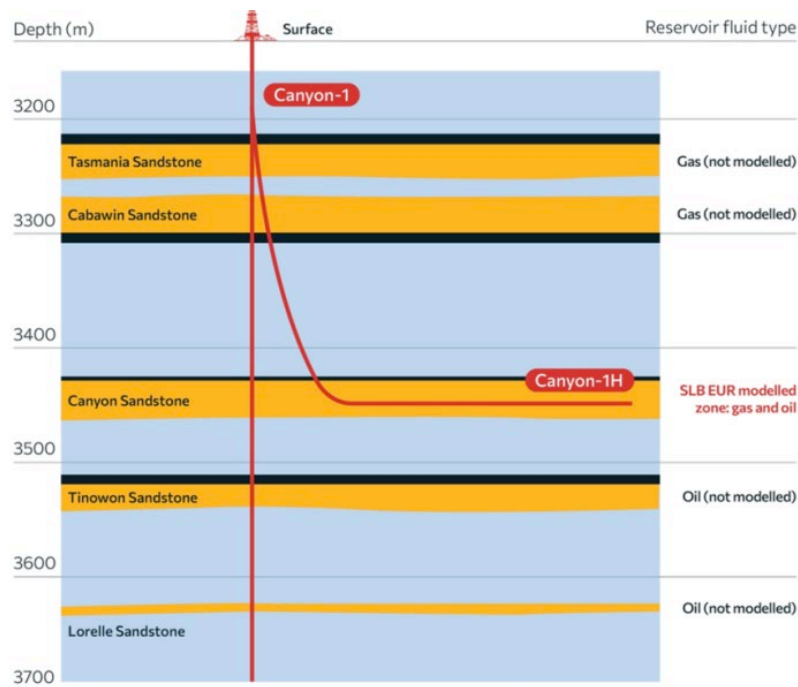 Depth (m)
Surface
Reservoir fluid type
Canyon-1
3200
Tasmania Sandstone
Gas (not modelled)
Cabawin Sandstone
Gas (not modelled)
3300
3400
Canyon-1H
Canyon Sandstone
SLB EUR modelled
zone: gas and oil
3500
Tinowon Sandstone
Oil (not modelled)
3600
Oil (not modelled)
Lorelle Sandstone
3700